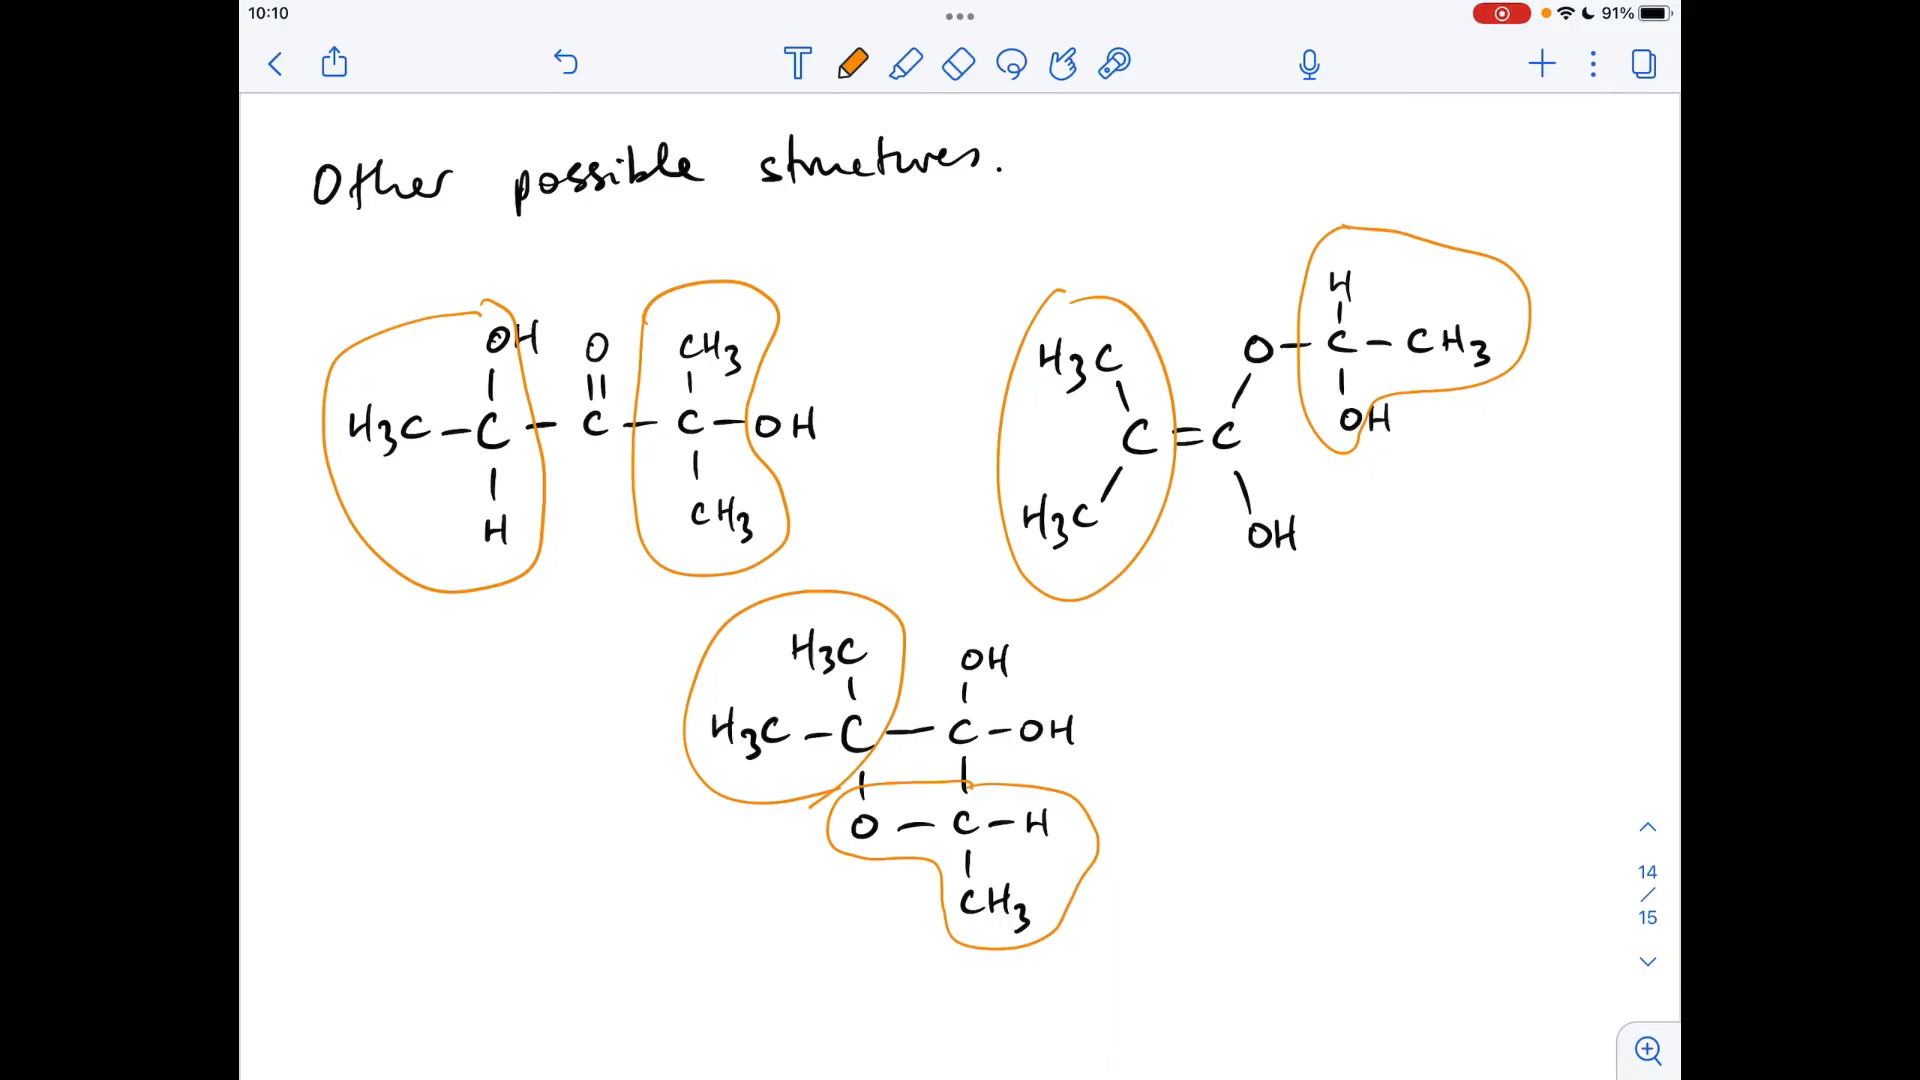 10:10
91%
Other possible structures.
OH O CH3
H3C-C-C-C-OH
H CH3
H
H3C O-C-CH3
OH
C=C
H3C OH
H3C OH
H3C-C-C-OH
O-C-H
CH3
14
/
15